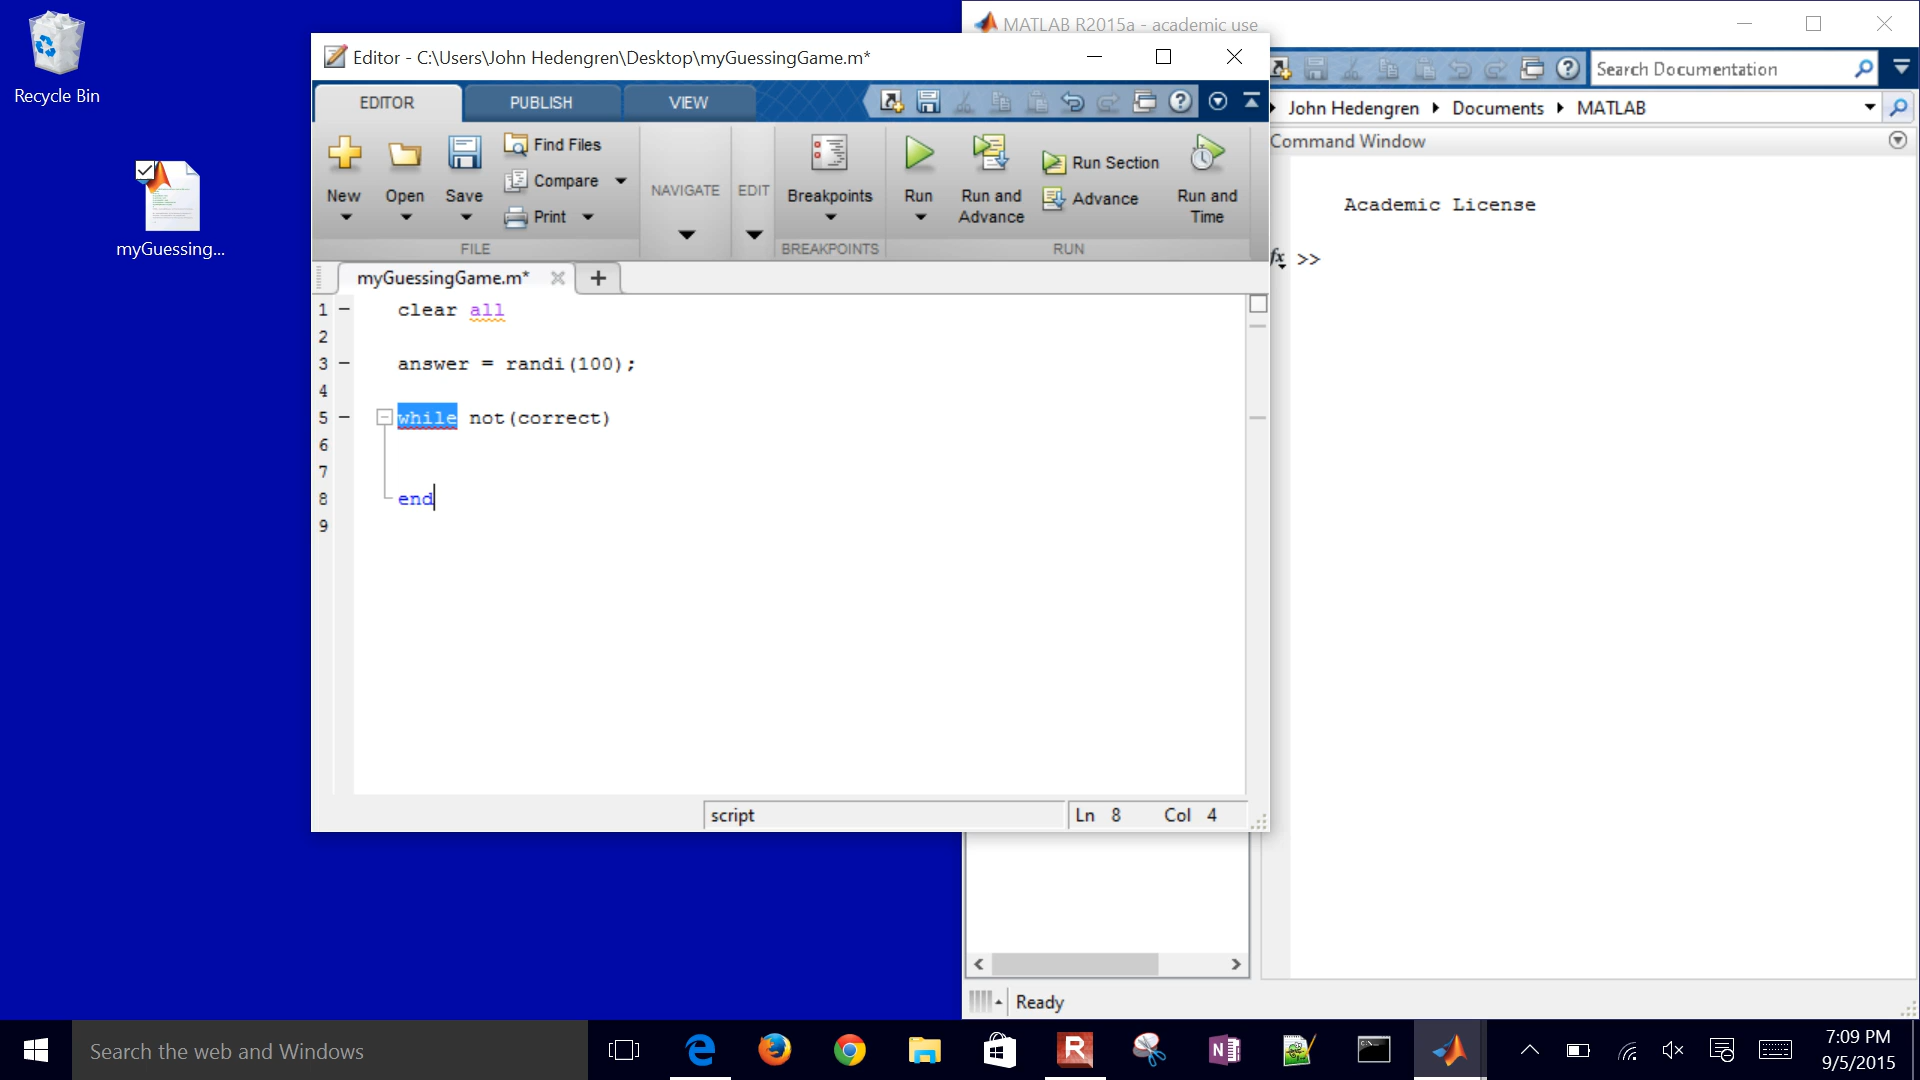 Recycle Bin
myGuessing...
MATLAB R2015a - academic use
Editor - C:\Users\John Hedengren\Desktop\myGuessingGame.m*
EDITOR PUBLISH VIEW
Search Documentation
John Hedengren Documents MATLAB
Command Window
Academic License
fx >>
New
Open
Save
Find Files
Compare
Print
FILE
NAVIGATE
EDIT
Breakpoints
BREAKPOINTS
Run
Run and
Advance
Run Section
Advance
Run and
Time
RUN
myGuessingGame.m*
1 clear all
2
3 answer = randi(100);
4
5 while not(correct)
6
7
8 end
9
script
Ln 8 Col 4
Ready
Search the web and Windows
7:09 PM
9/5/2015